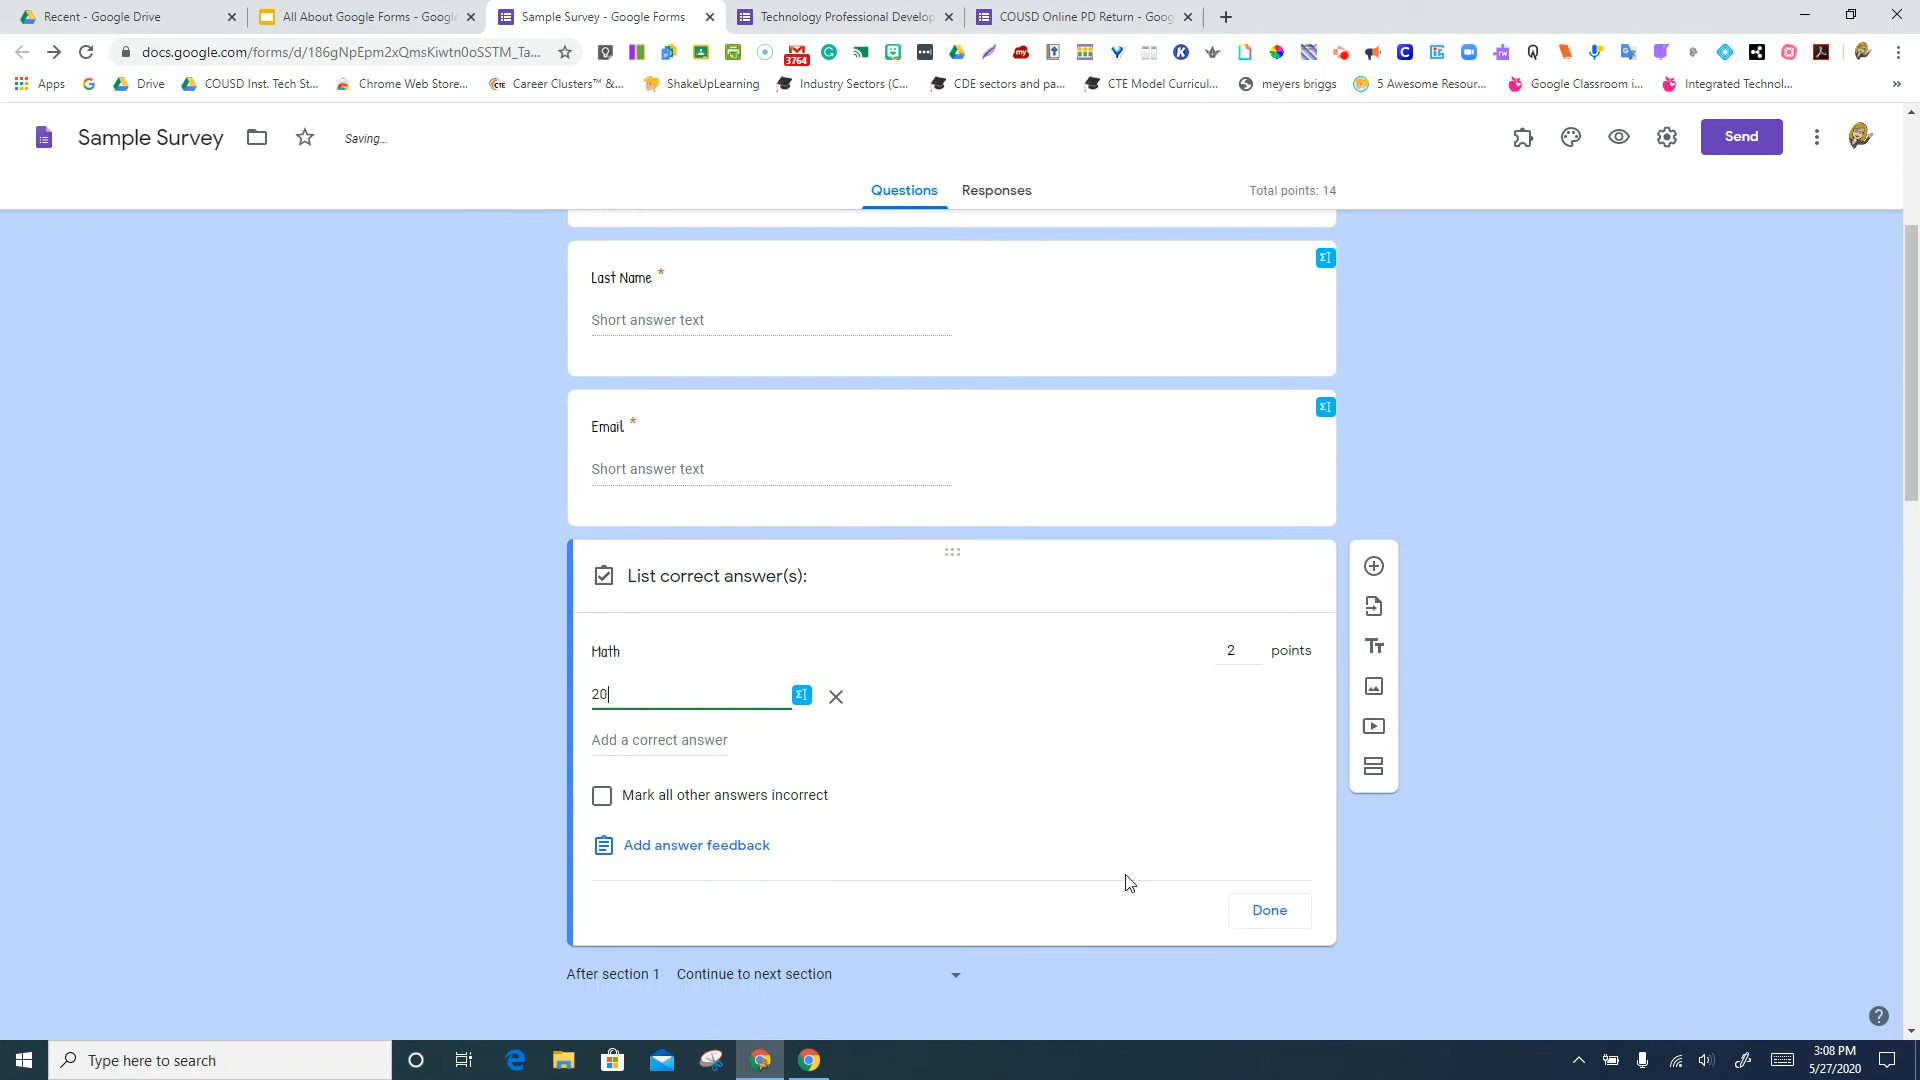 Recent - Google Drive
All About Google Forms - Google
Sample Survey - Google Forms
Technology Professional Develop
COUSD Online PD Return - Goog
docs.google.com/forms/d/186gNpEpm2xQmsKiwtn0oSSTM_Ta...
3764
Apps
Drive
COUSD Inst. Tech St...
Chrome Web Store...
Career Clusters™ &...
ShakeUpLearning
Industry Sectors (C...
CDE sectors and pa...
CTE Model Curricul...
meyers briggs
5 Awesome Resour...
Google Classroom i...
Integrated Technol...
Sample Survey
Saving...
Send
Questions
Responses
Total points: 14
Last Name *
Short answer text
Email *
Short answer text
List correct answer(s):
Math
2 points
20
Add a correct answer
Mark all other answers incorrect
Add answer feedback
Done
After section 1 Continue to next section
Type here to search
3:08 PM
5/27/2020